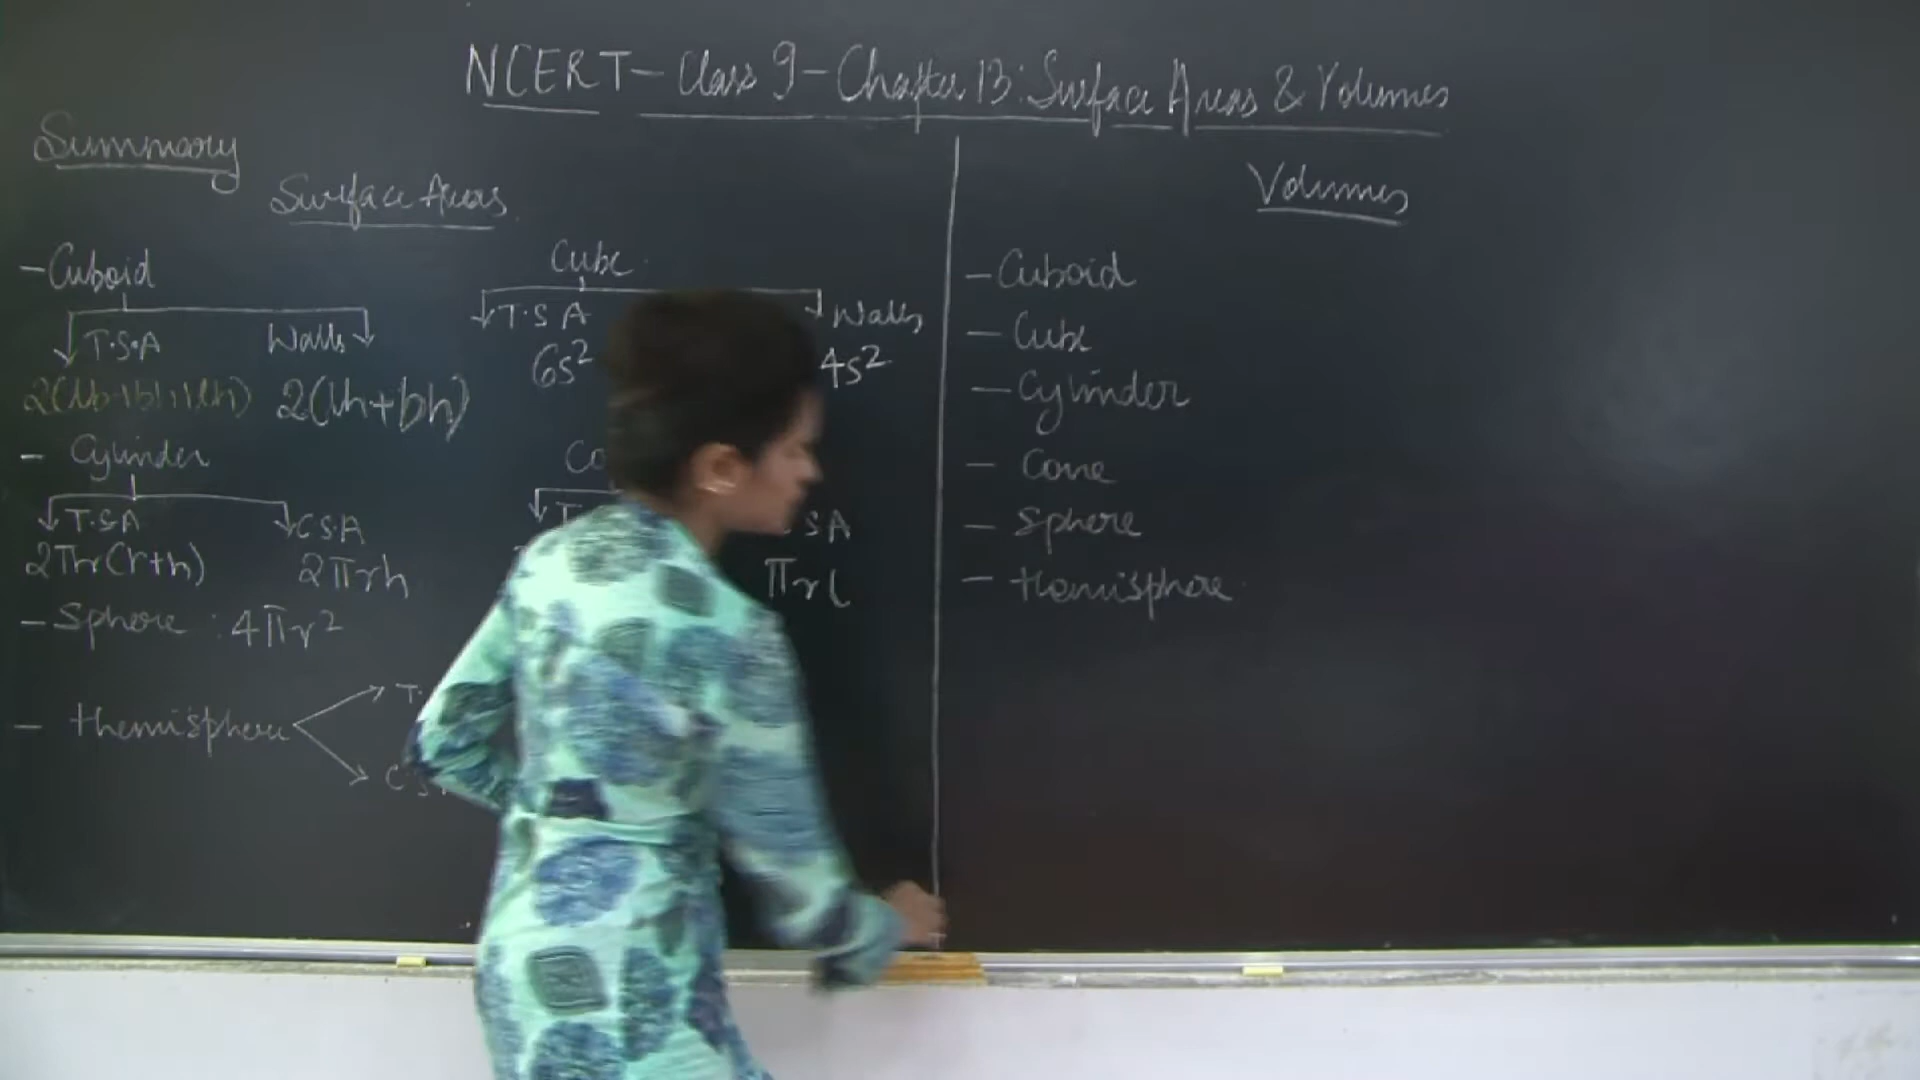 NCERT - Class 9 - Chapter 13: Surface Areas & Volumes
Summary
Surface Areas
- Cuboid
T.S.A Walls
2(lb+bh+lh) 2(lh+bh)
Cube
T.S.A Walls
6s² 4s²
- Cylinder
T.S.A C.S.A
2πr(r+h) 2πrh
Co
T. SA
πrl
- Sphere : 4πr²
- Hemisphere
T.
C.S.
Volumes
- Cuboid
- Cube
- Cylinder
- Cone
- Sphere
- Hemisphere